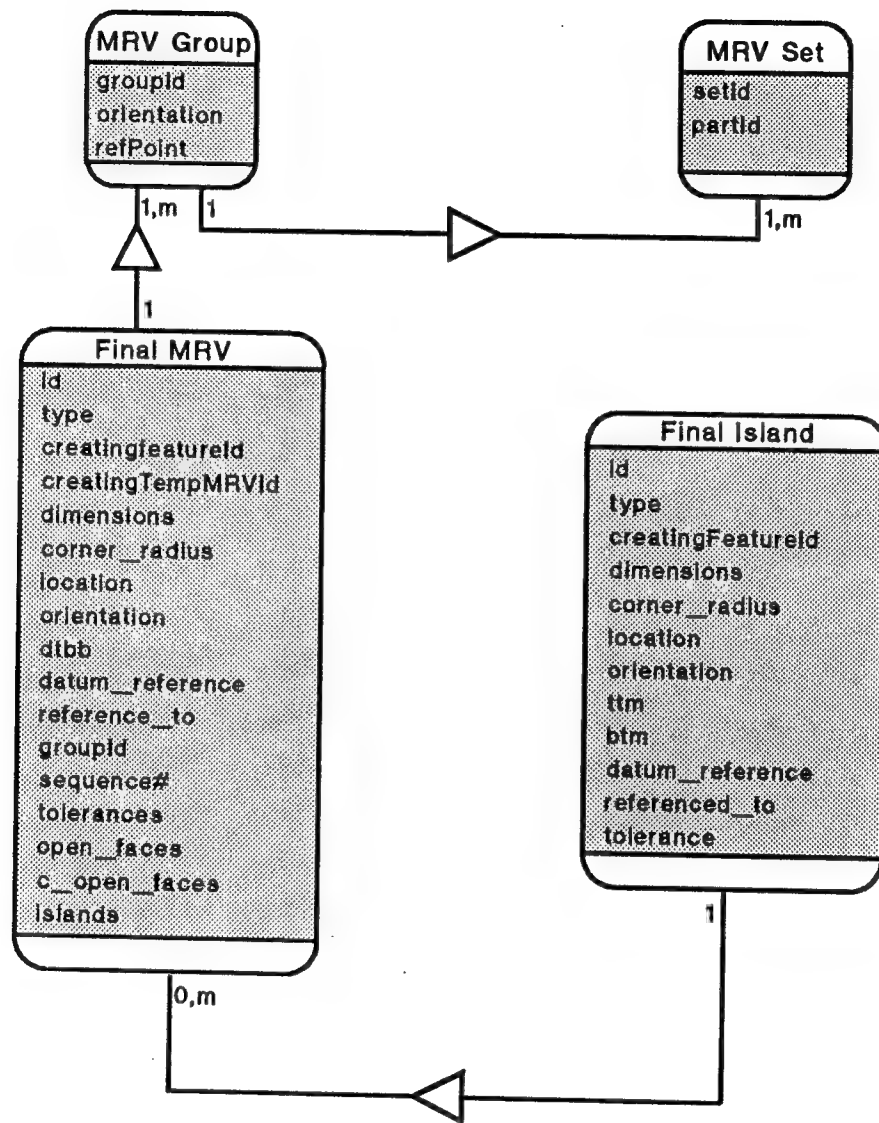 MRV Group
groupId
orientation
refPoint
1,m
1
MRV Set
setId
partId
1,m
1
Final MRV
id
type
creatingfeatureId
creatingTempMRVId
dimensions
corner_radius
location
orientation
dtbb
datum_reference
reference_to
groupId
sequence#
tolerances
open_faces
c_open_faces
islands
0,m
Final Island
id
type
creatingFeatureId
dimensions
corner_radius
location
orientation
ttm
btm
datum_reference
referenced_to
tolerance
1